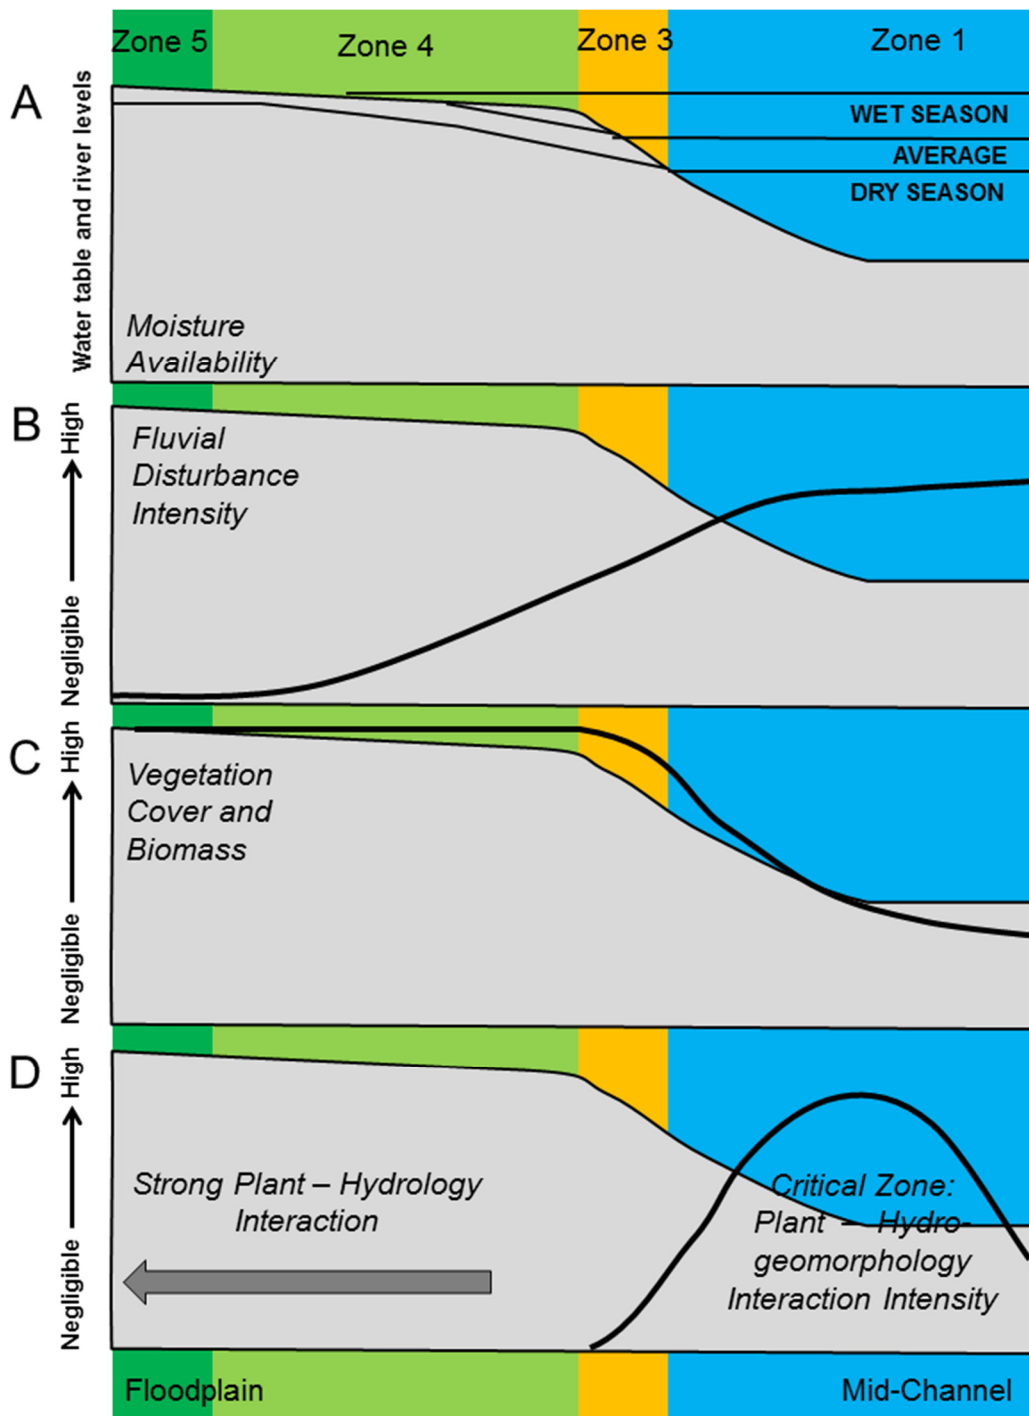 Zone 5
Zone 4
Zone 3
Zone 1
A
Water table and river levels
WET SEASON
AVERAGE
DRY SEASON
Moisture
Availability
B
Negligible
High
Fluvial
Disturbance
Intensity
C
Negligible
High
Vegetation
Cover and
Biomass
D
Negligible
High
Strong Plant – Hydrology
Interaction
Critical Zone:
Plant – Hydro-
geomorphology
Interaction Intensity
Floodplain
Mid-Channel